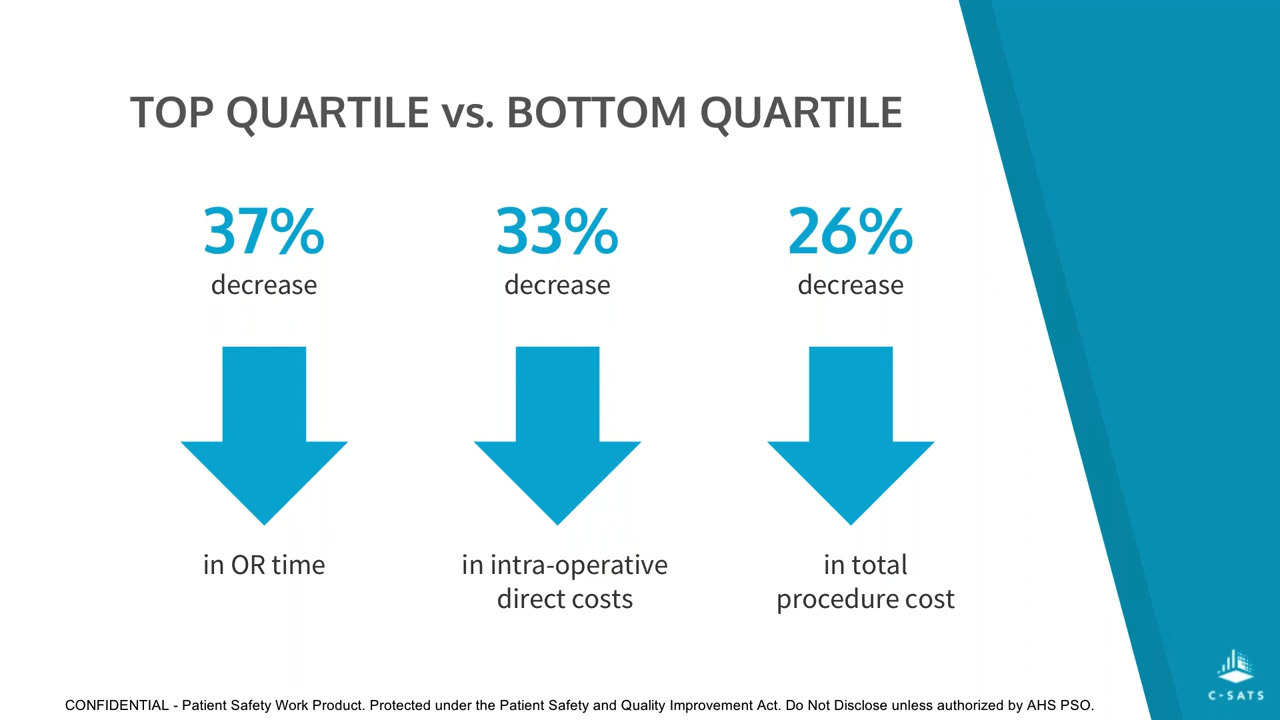 TOP QUARTILE vs. BOTTOM QUARTILE
37%
decrease
in OR time
33%
decrease
in intra-operative
direct costs
26%
decrease
in total
procedure cost
C-SATS
CONFIDENTIAL - Patient Safety Work Product. Protected under the Patient Safety and Quality Improvement Act. Do Not Disclose unless authorized by AHS PSO.